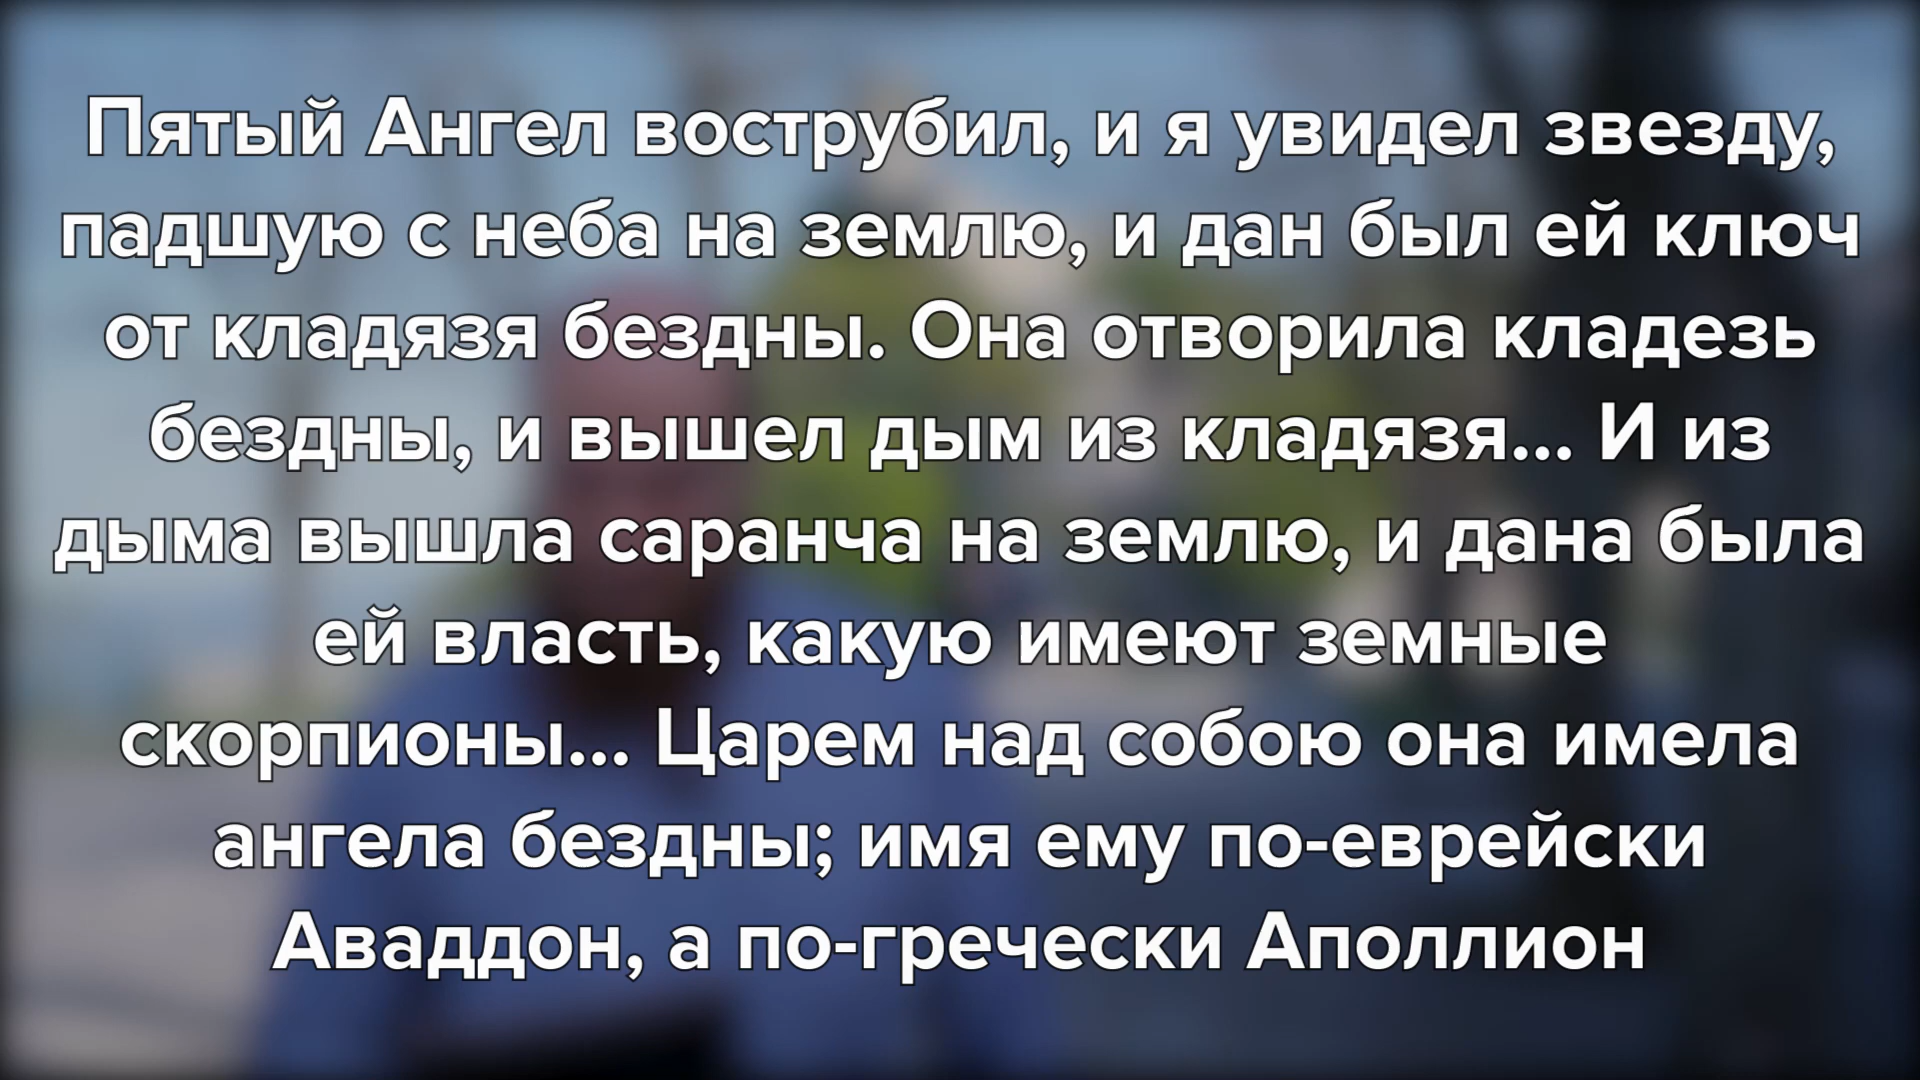 Пятый Ангел вострубил, и я увидел звезду,
падшую с неба на землю, и дан был ей ключ
от кладязя бездны. Она отворила кладезь
бездны, и вышел дым из кладязя... И из
дыма вышла саранча на землю, и дана была
ей власть, какую имеют земные
скорпионы... Царем над собою она имела
ангела бездны; имя ему по-еврейски
Аваддон, а по-гречески Аполлион